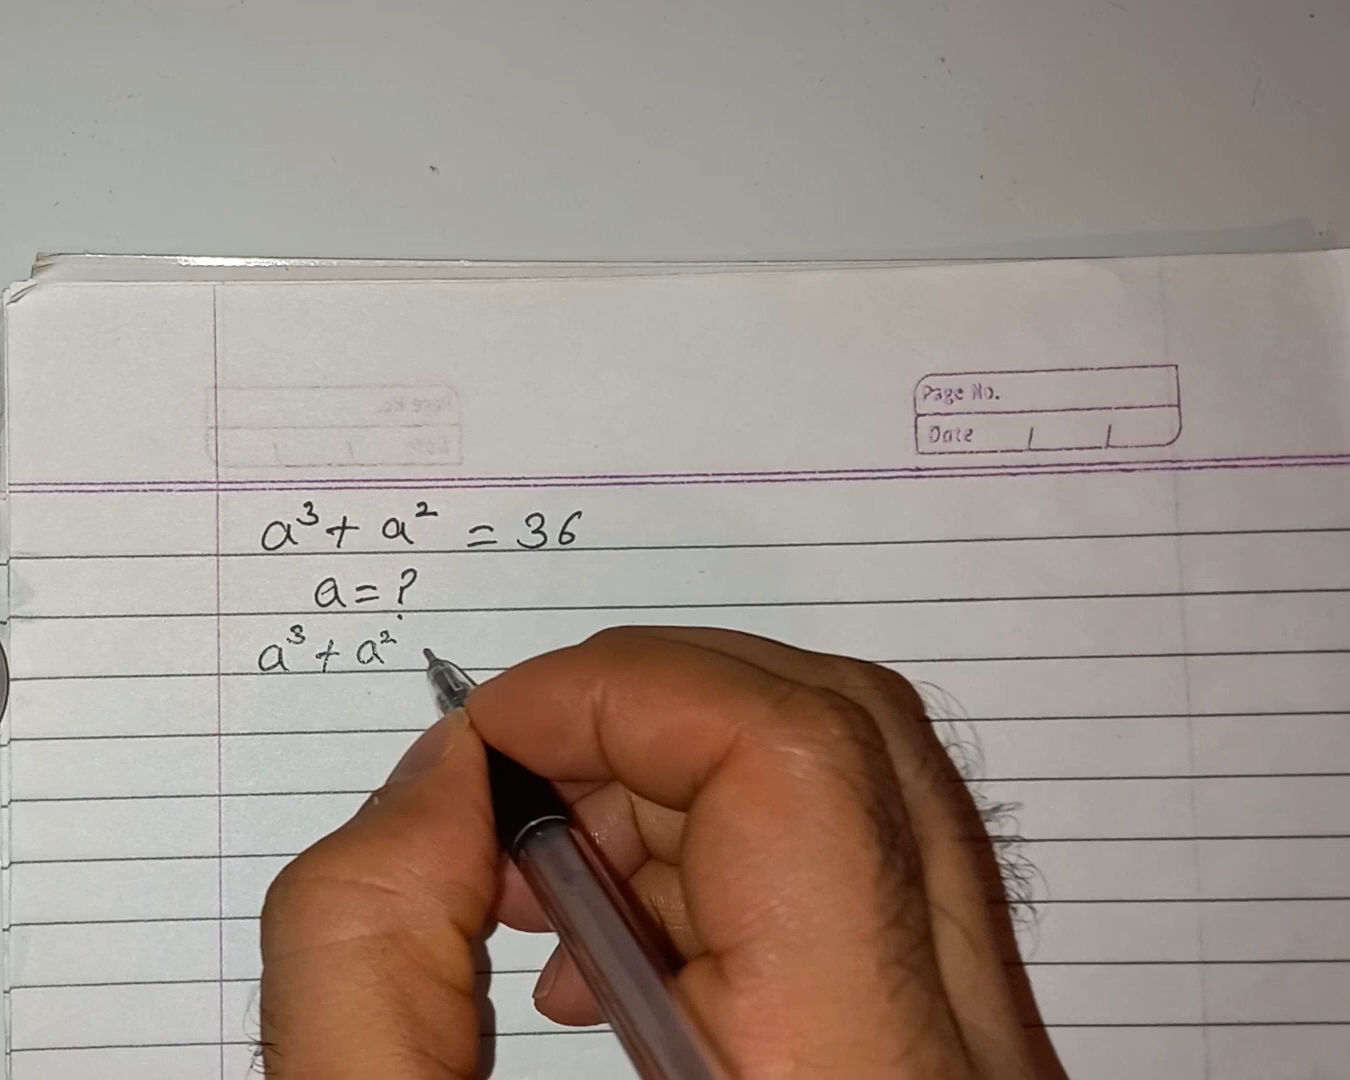 Page No.
Date / /
a³ + a² = 36
a = ?
a³ + a²